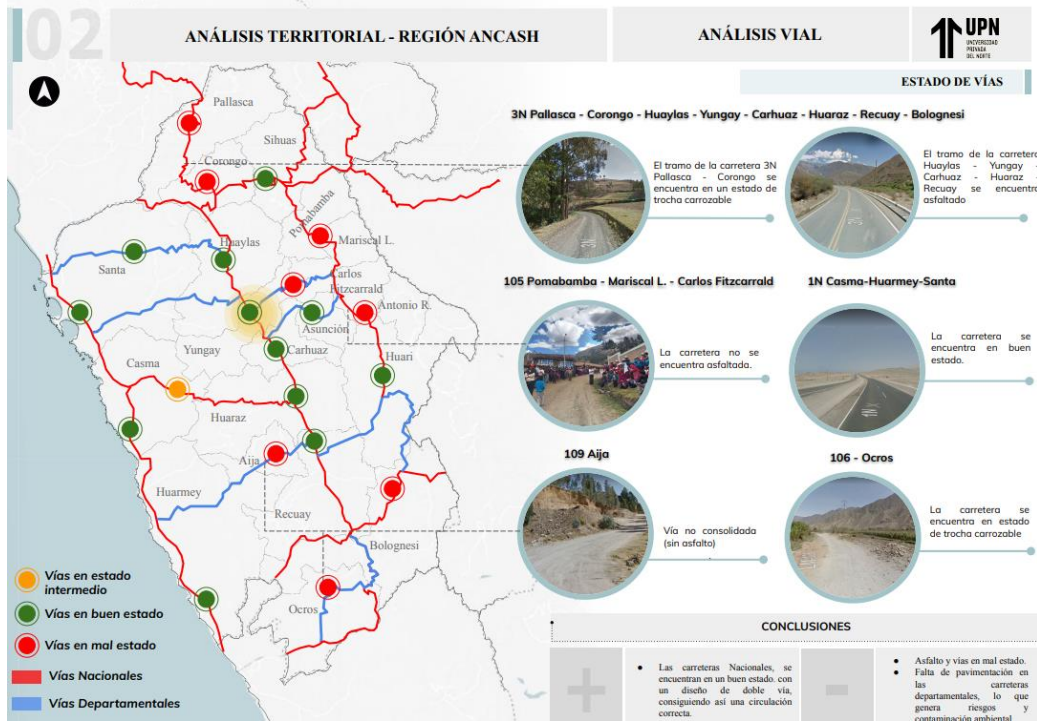 02
ANÁLISIS TERRITORIAL - REGIÓN ANCASH
ANÁLISIS VIAL
UPN
UNIVERSIDAD
PRIVADA
DEL NORTE
ESTADO DE VÍAS
Pallasca
Sihuas
Corongo
Pomabamba
Mariscal L.
Huaylas
Santa
Carlos
Fitzcarrald
Antonio R.
Asunción
Yungay
Carhuaz
Casma
Huari
Huaraz
Aija
Huarmey
Recuay
Bolognesi
Ocros
Vías en estado
intermedio
Vías en buen estado
Vías en mal estado
Vías Nacionales
Vías Departamentales
3N Pallasca - Corongo - Huaylas - Yungay - Carhuaz - Huaraz - Recuay - Bolognesi
3N
El tramo de la carretera 3N
Pallasca - Corongo se
encuentra en un estado de
trocha carrozable
El tramo de la carretera
Huaylas - Yungay -
Carhuaz - Huaraz -
Recuay se encuentra
asfaltado
105 Pomabamba - Mariscal L. - Carlos Fitzcarrald
La carretera no se
encuentra asfaltada.
1N Casma-Huarmey-Santa
1N
La carretera se
encuentra en buen
estado.
109 Aija
Vía no consolidada
(sin asfalto)
106 - Ocros
La carretera se
encuentra en estado
de trocha carrozable
CONCLUSIONES
+
● Las carreteras Nacionales, se
encuentran en un buen estado. con
un diseño de doble vía,
consiguiendo así una circulación
correcta.
-
● Asfalto y vías en mal estado.
● Falta de pavimentación en
las carreteras
departamentales, lo que
genera riesgos y
contaminación ambiental